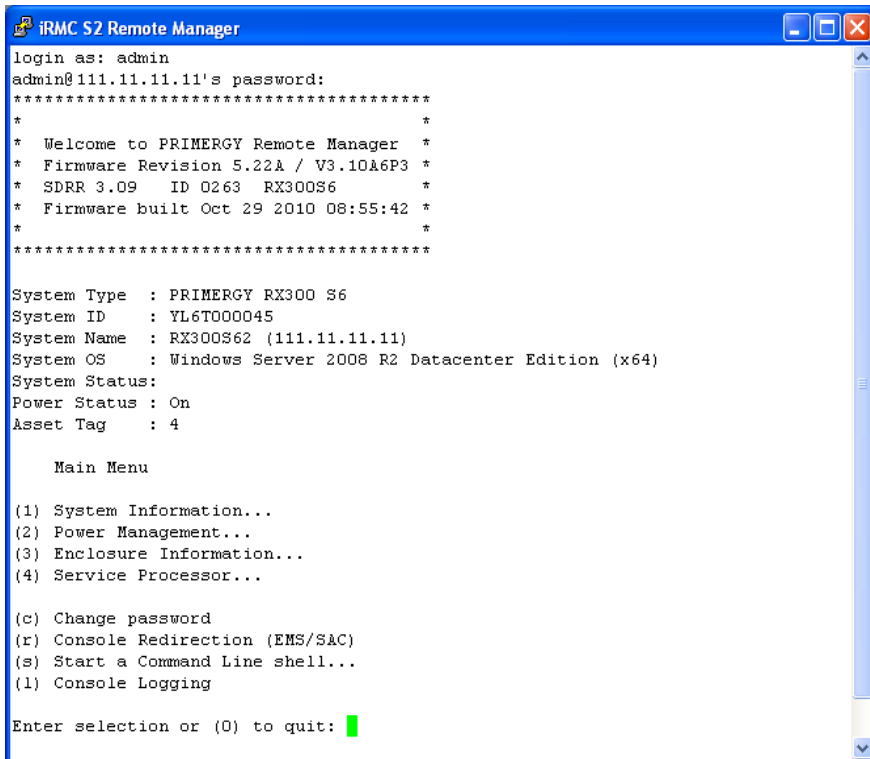 iRMC S2 Remote Manager
login as: admin
admin@111.11.11.11's password:
****************************************
*                                      *
*  Welcome to PRIMERGY Remote Manager  *
*  Firmware Revision 5.22A / V3.10A6P3 *
*  SDRR 3.09   ID 0263  RX300S6        *
*  Firmware built Oct 29 2010 08:55:42 *
*                                      *
****************************************
System Type  : PRIMERGY RX300 S6
System ID    : YL6T000045
System Name  : RX300S62 (111.11.11.11)
System OS    : Windows Server 2008 R2 Datacenter Edition (x64)
System Status:
Power Status : On
Asset Tag    : 4
Main Menu
(1) System Information...
(2) Power Management...
(3) Enclosure Information...
(4) Service Processor...
(c) Change password
(r) Console Redirection (EMS/SAC)
(s) Start a Command Line shell...
(l) Console Logging
Enter selection or (0) to quit: